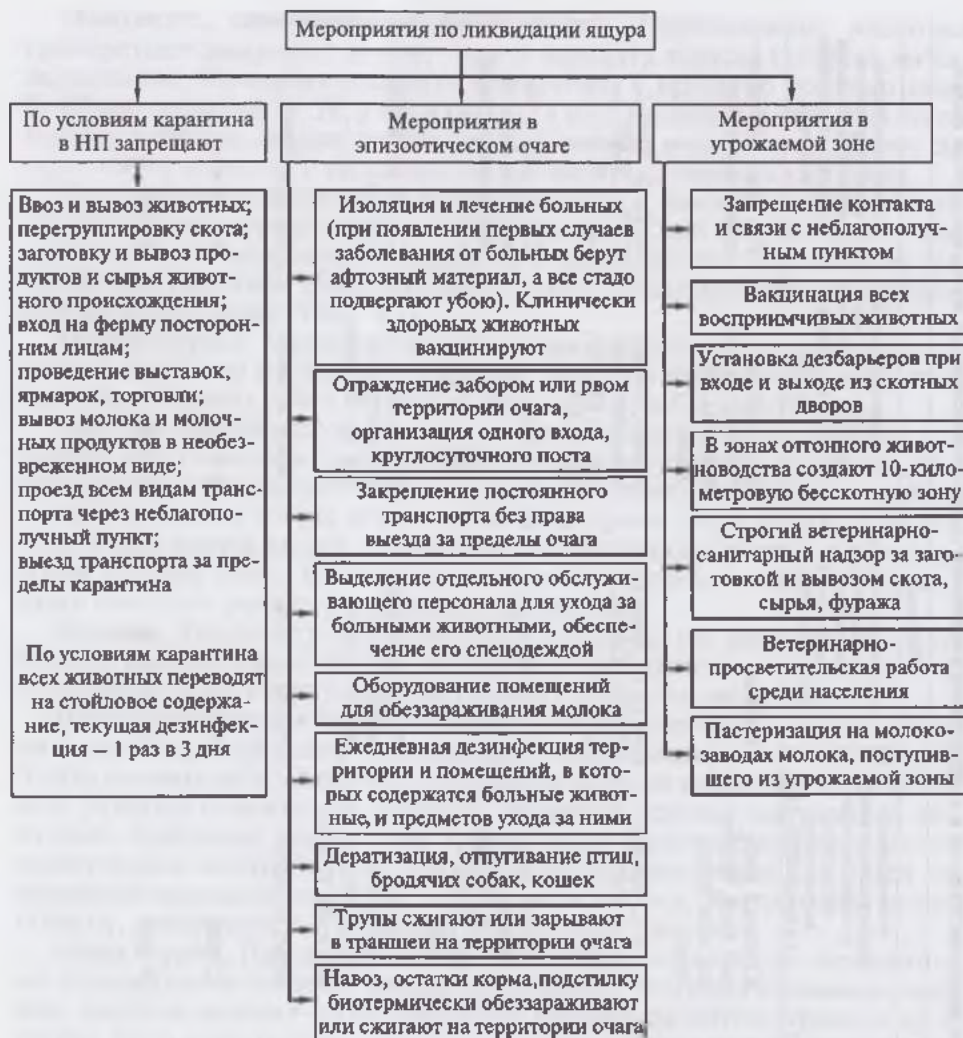 Мероприятия по ликвидации ящура
По условиям карантина
в НП запрещают
Ввоз и вывоз животных;
перегруппировку скота;
заготовку и вывоз про-
дуктов и сырья живот-
ного происхождения;
вход на ферму посторон-
ним лицам;
проведение выставок,
ярмарок, торговли;
вывоз молока и молоч-
ных продуктов в необез-
вреженном виде;
проезд всем видам транс-
порта через неблагопо-
лучный пункт;
выезд транспорта за пре-
делы карантина
По условиям карантина
всех животных переводят
на стойловое содержа-
ние, текущая дезинфек-
ция — 1 раз в 3 дня
Мероприятия в
эпизоотическом очаге
Изоляция и лечение больных
(при появлении первых случаев
заболевания от больных берут
афтозный материал, а все стадо
подвергают убою). Клинически
здоровых животных
вакцинируют
Ограждение забором или рвом
территории очага,
организация одного входа,
круглосуточного поста
Закрепление постоянного
транспорта без права
выезда за пределы очага
Выделение отдельного обслужи-
вающего персонала для ухода за
больными животными, обеспе-
чение его спецодеждой
Оборудование помещений
для обеззараживания молока
Ежедневная дезинфекция тер-
ритории и помещений, в кото-
рых содержатся больные живот-
ные, и предметов ухода за ними
Дератизация, отпугивание птиц,
бродячих собак, кошек
Трупы сжигают или зарывают
в траншеи на территории очага
Навоз, остатки корма, подстилку
биотермически обеззараживают
или сжигают на территории очага
Мероприятия в
угрожаемой зоне
Запрещение контакта
и связи с неблагополуч-
ным пунктом
Вакцинация всех
восприимчивых животных
Установка дезбарьеров при
входе и выходе из скотных
дворов
В зонах отгонного живот-
новодства создают 10-кило-
метровую бесскотную зону
Строгий ветеринарно-
санитарный надзор за заго-
товкой и вывозом скота,
сырья, фуража
Ветеринарно-
просветительская работа
среди населения
Пастеризация на молоко-
заводах молока, поступив-
шего из угрожаемой зоны